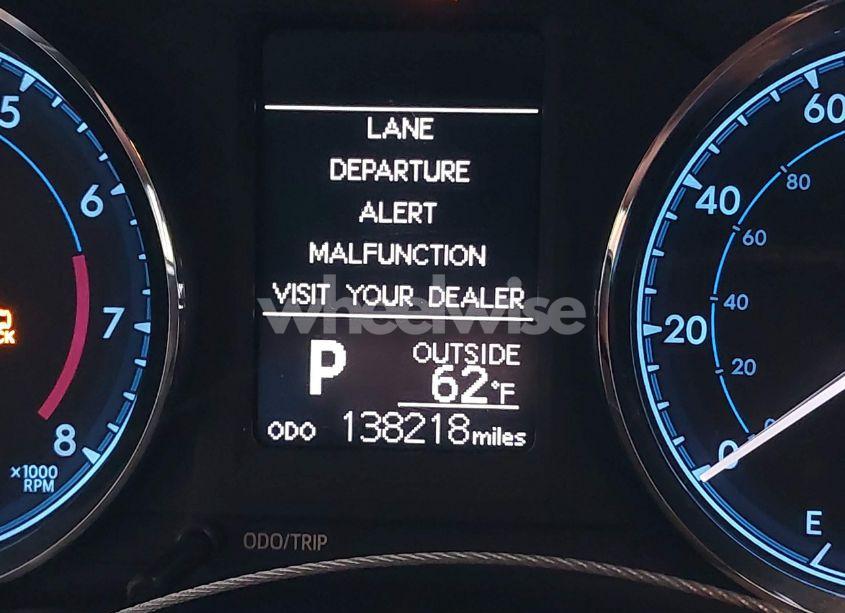 LANE
DEPARTURE
ALERT
MALFUNCTION
VISIT YOUR DEALER
wheelwise
P
OUTSIDE
62°F
ODO 138218 miles
ODO/TRIP
5
6
7
8
×1000
RPM
CK
60
40
20
0
80
60
40
20
E